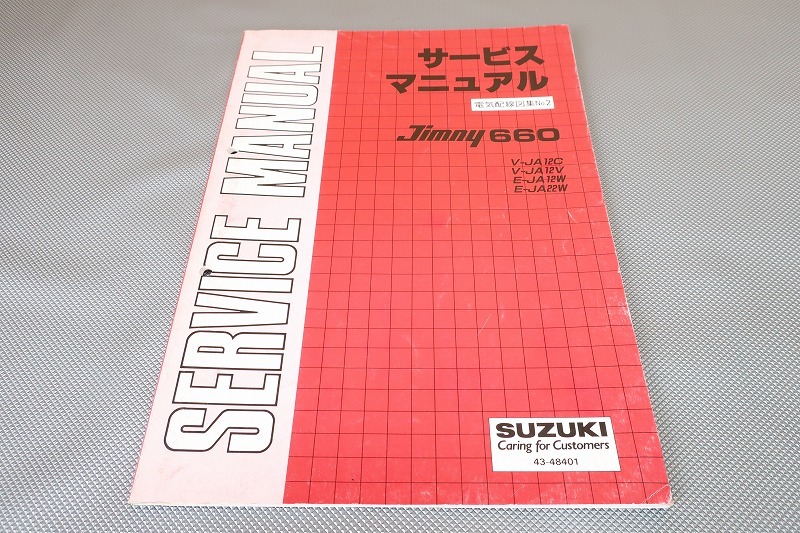 SERVICE MANUAL
サービス
マニュアル
電気配線図集No.2
Jimny 660
V-JA12C
V-JA12V
E-JA12W
E-JA22W
SUZUKI
Caring for Customers
43-48401